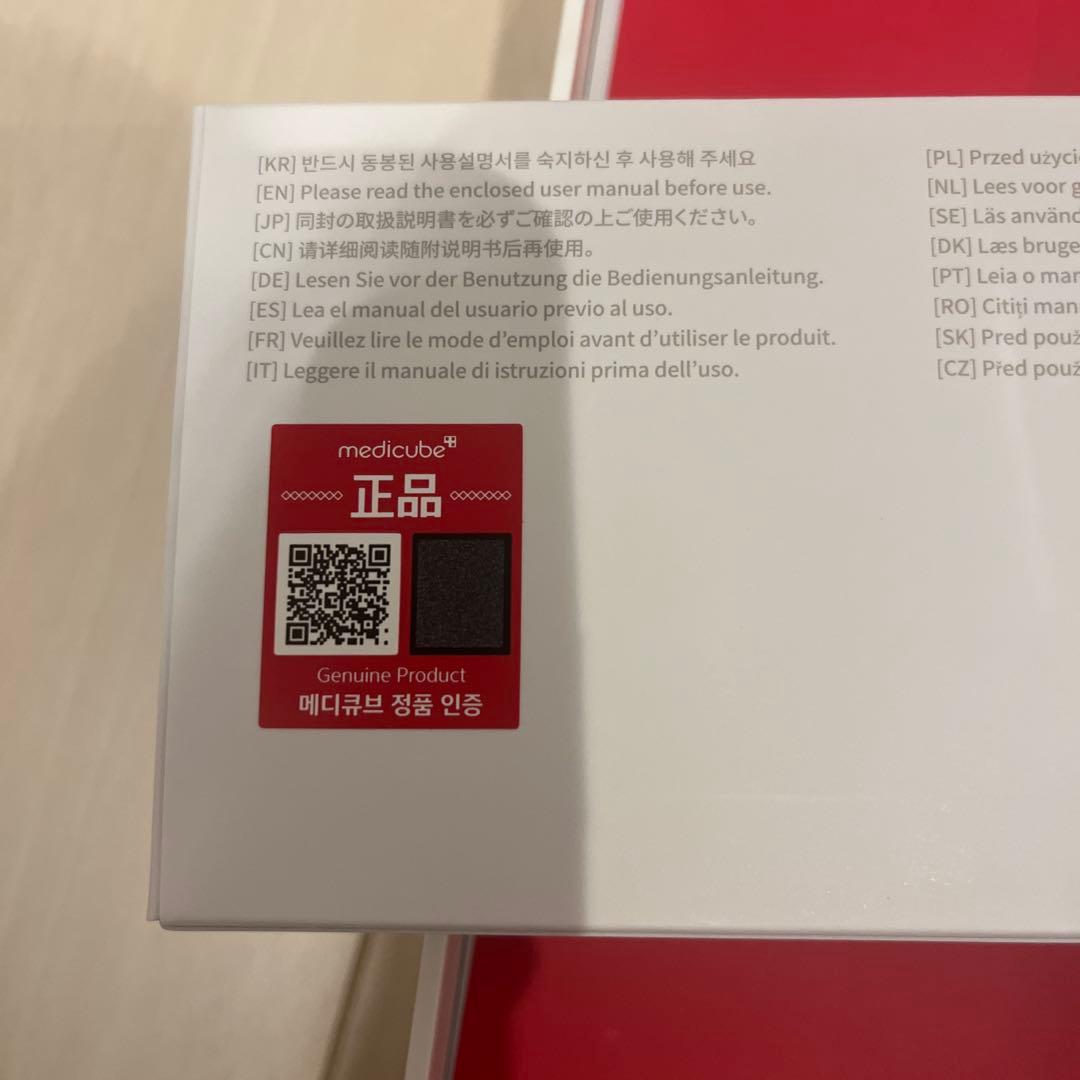 [KR] 반드시 동봉된 사용설명서를 숙지하신 후 사용해 주세요
[EN] Please read the enclosed user manual before use.
[JP] 同封の取扱説明書を必ずご確認の上ご使用ください。
[CN] 请详细阅读随附说明书后再使用。
[DE] Lesen Sie vor der Benutzung die Bedienungsanleitung.
[ES] Lea el manual del usuario previo al uso.
[FR] Veuillez lire le mode d'emploi avant d'utiliser le produit.
[IT] Leggere il manuale di istruzioni prima dell'uso.
[PL] Przed
[NL] Lees voor
[SE] Läs
[DK] Læs
[PT] Leia o
[RO] Citiți
[SK] Pred
[CZ] Před
medicube
正品
Genuine Product
메디큐브 정품 인증